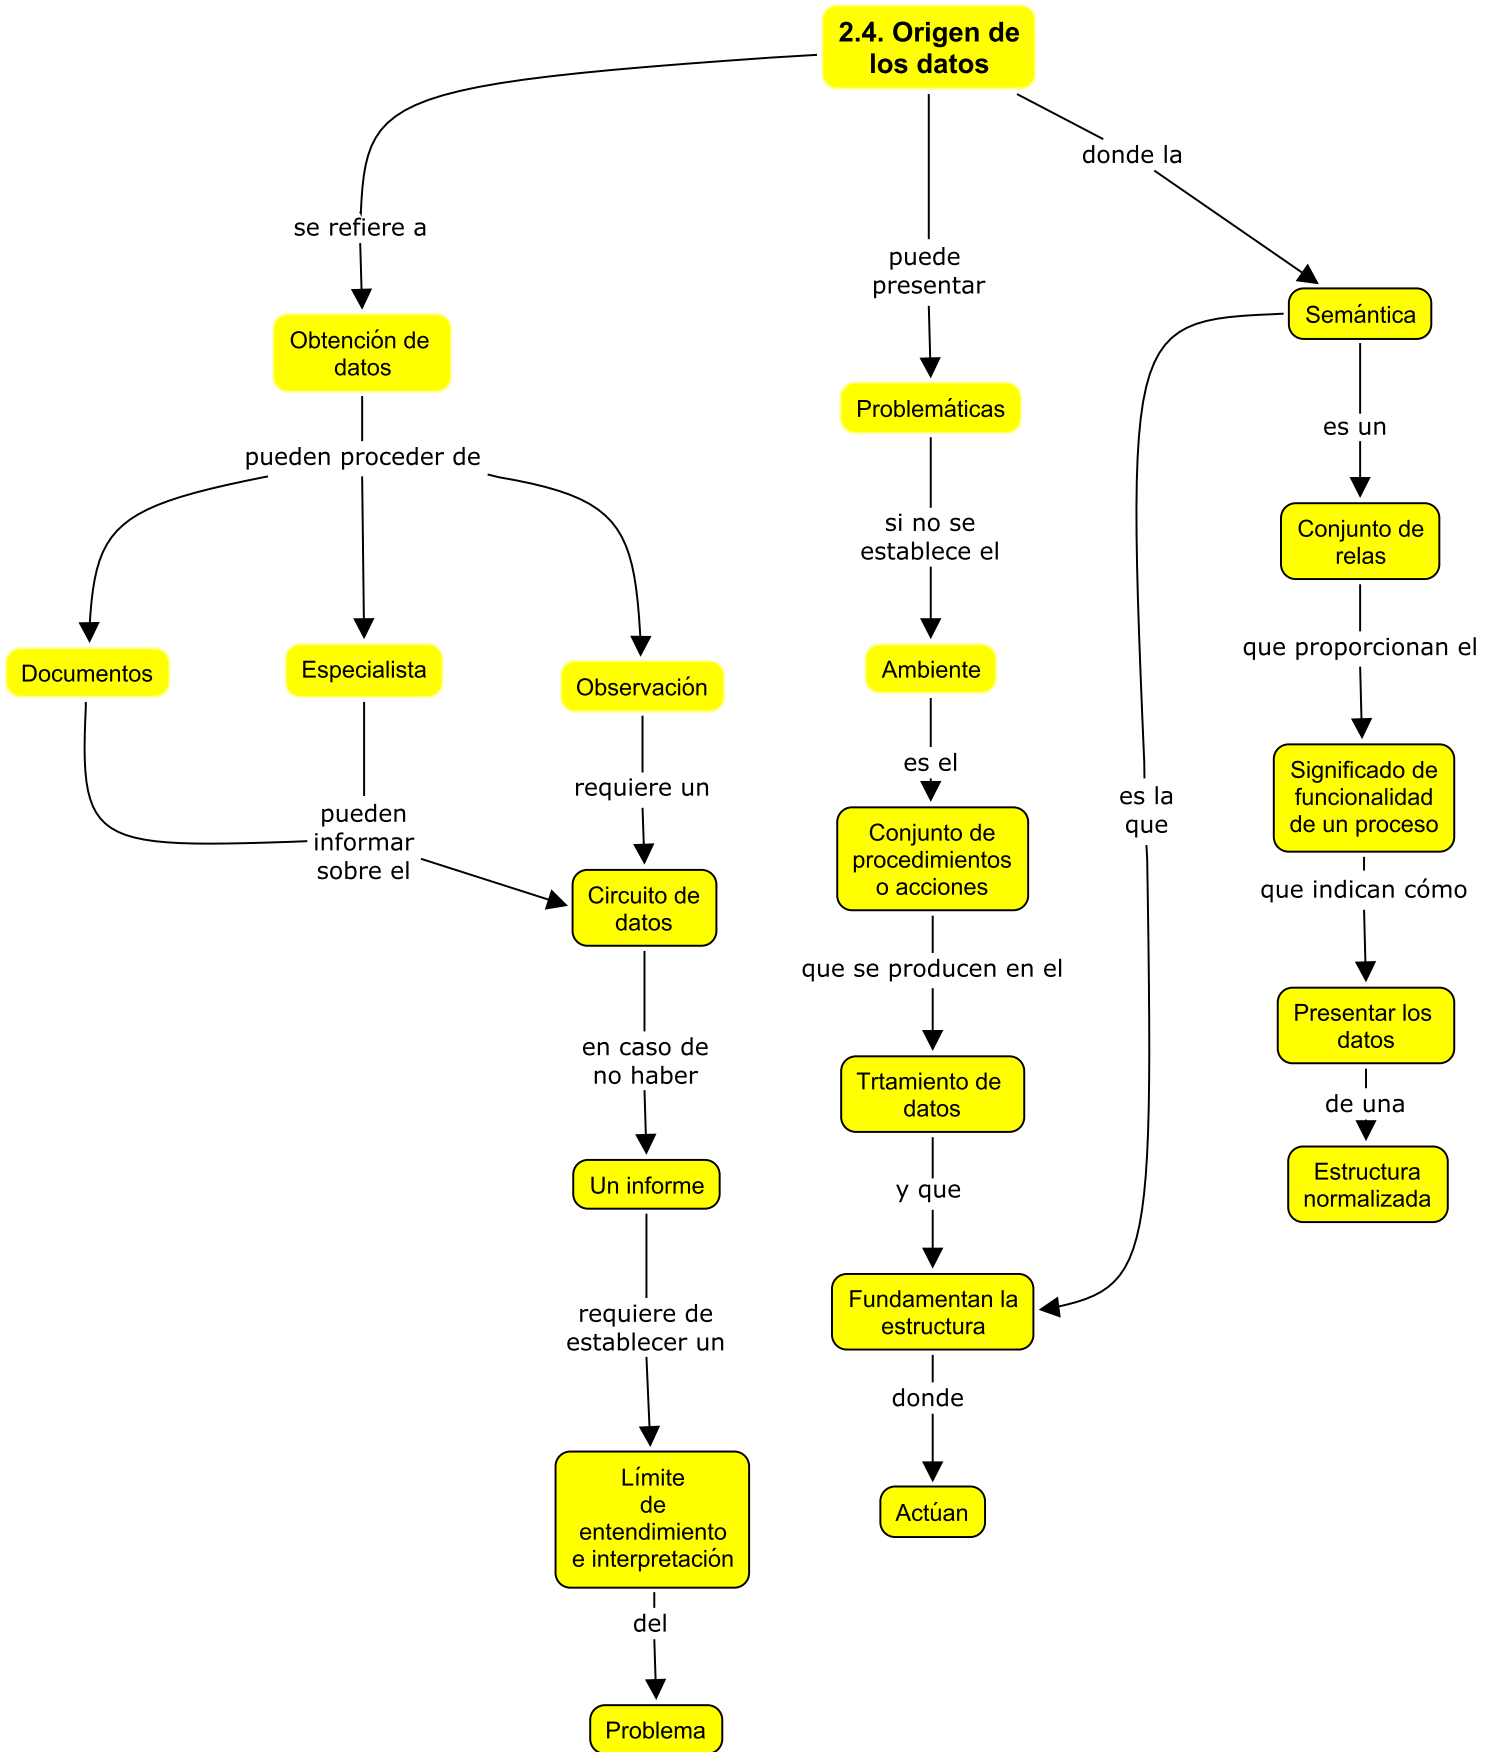 2.4. Origen de
los datos
donde la
se refiere a
puede
presentar
Semántica
Obtención de
datos
Problemáticas
es un
pueden proceder de
si no se
establece el
Conjunto de
relas
que proporcionan el
Documentos
Especialista
Observación
Ambiente
es el
Significado de
funcionalidad
de un proceso
requiere un
es la
que
pueden
informar
sobre el
Conjunto de
procedimientos
o acciones
que indican cómo
Circuito de
datos
que se producen en el
Presentar los
datos
en caso de
no haber
Trtamiento de
datos
de una
Un informe
y que
Estructura
normalizada
requiere de
establecer un
Fundamentan la
estructura
donde
Límite
de
entendimiento
e interpretación
Actúan
del
Problema